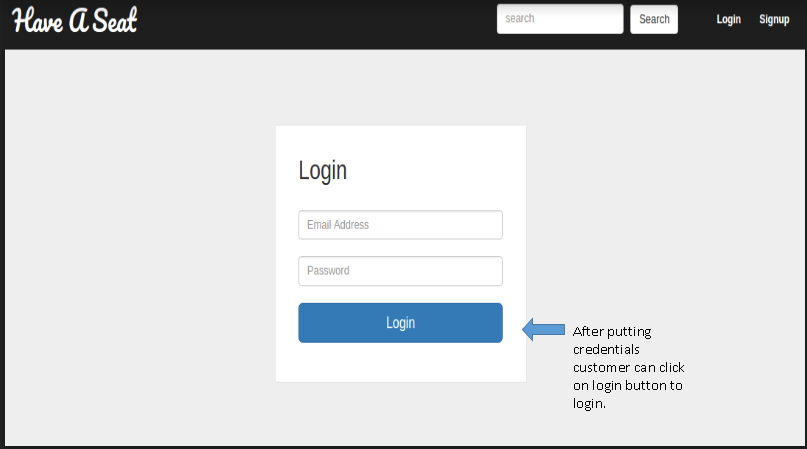 Have A Seat
search
Search
Login
Signup
Login
Email Address
Password
Login
After putting
credentials
customer can click
on login button to
login.